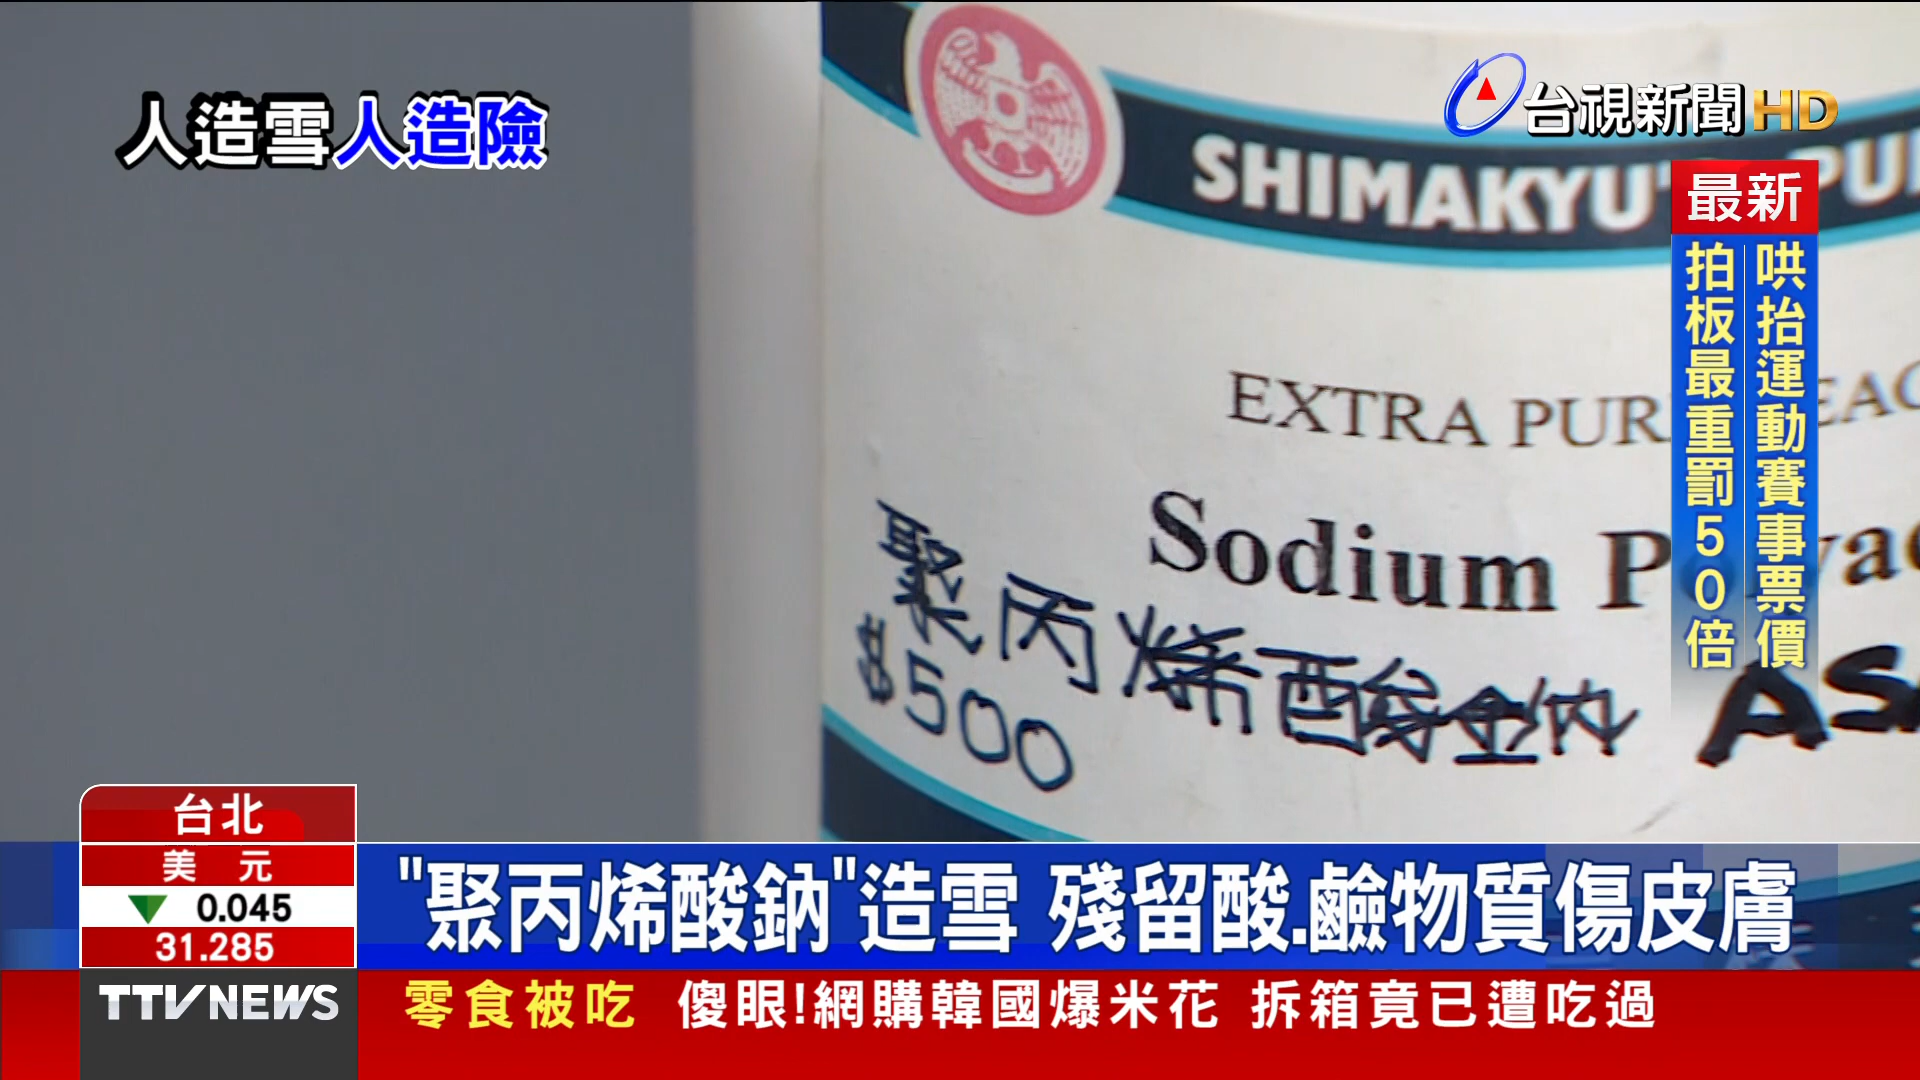 人造雪人造險
台視新聞HD
最新
哄抬運動賽事票價
拍板最重罰50倍
SHIMAKYU'
EXTRA PUR
Sodium
聚丙烯酸鈉
$500
台北
美元
0.045
31.285
"聚丙烯酸鈉"造雪 殘留酸.鹼物質傷皮膚
TTV NEWS
零食被吃 傻眼!網購韓國爆米花 拆箱竟已遭吃過